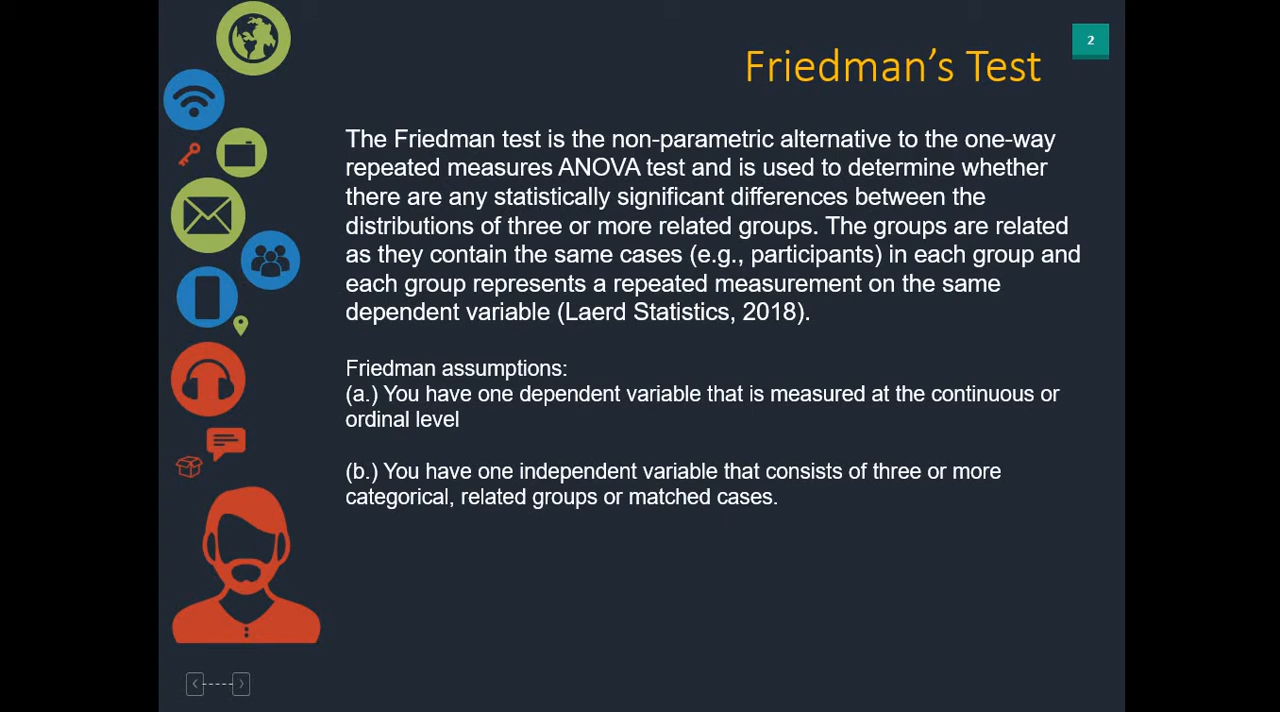 2
Friedman’s Test
The Friedman test is the non-parametric alternative to the one-way
repeated measures ANOVA test and is used to determine whether
there are any statistically significant differences between the
distributions of three or more related groups. The groups are related
as they contain the same cases (e.g., participants) in each group and
each group represents a repeated measurement on the same
dependent variable (Laerd Statistics, 2018).
Friedman assumptions:
(a.) You have one dependent variable that is measured at the continuous or
ordinal level
(b.) You have one independent variable that consists of three or more
categorical, related groups or matched cases.